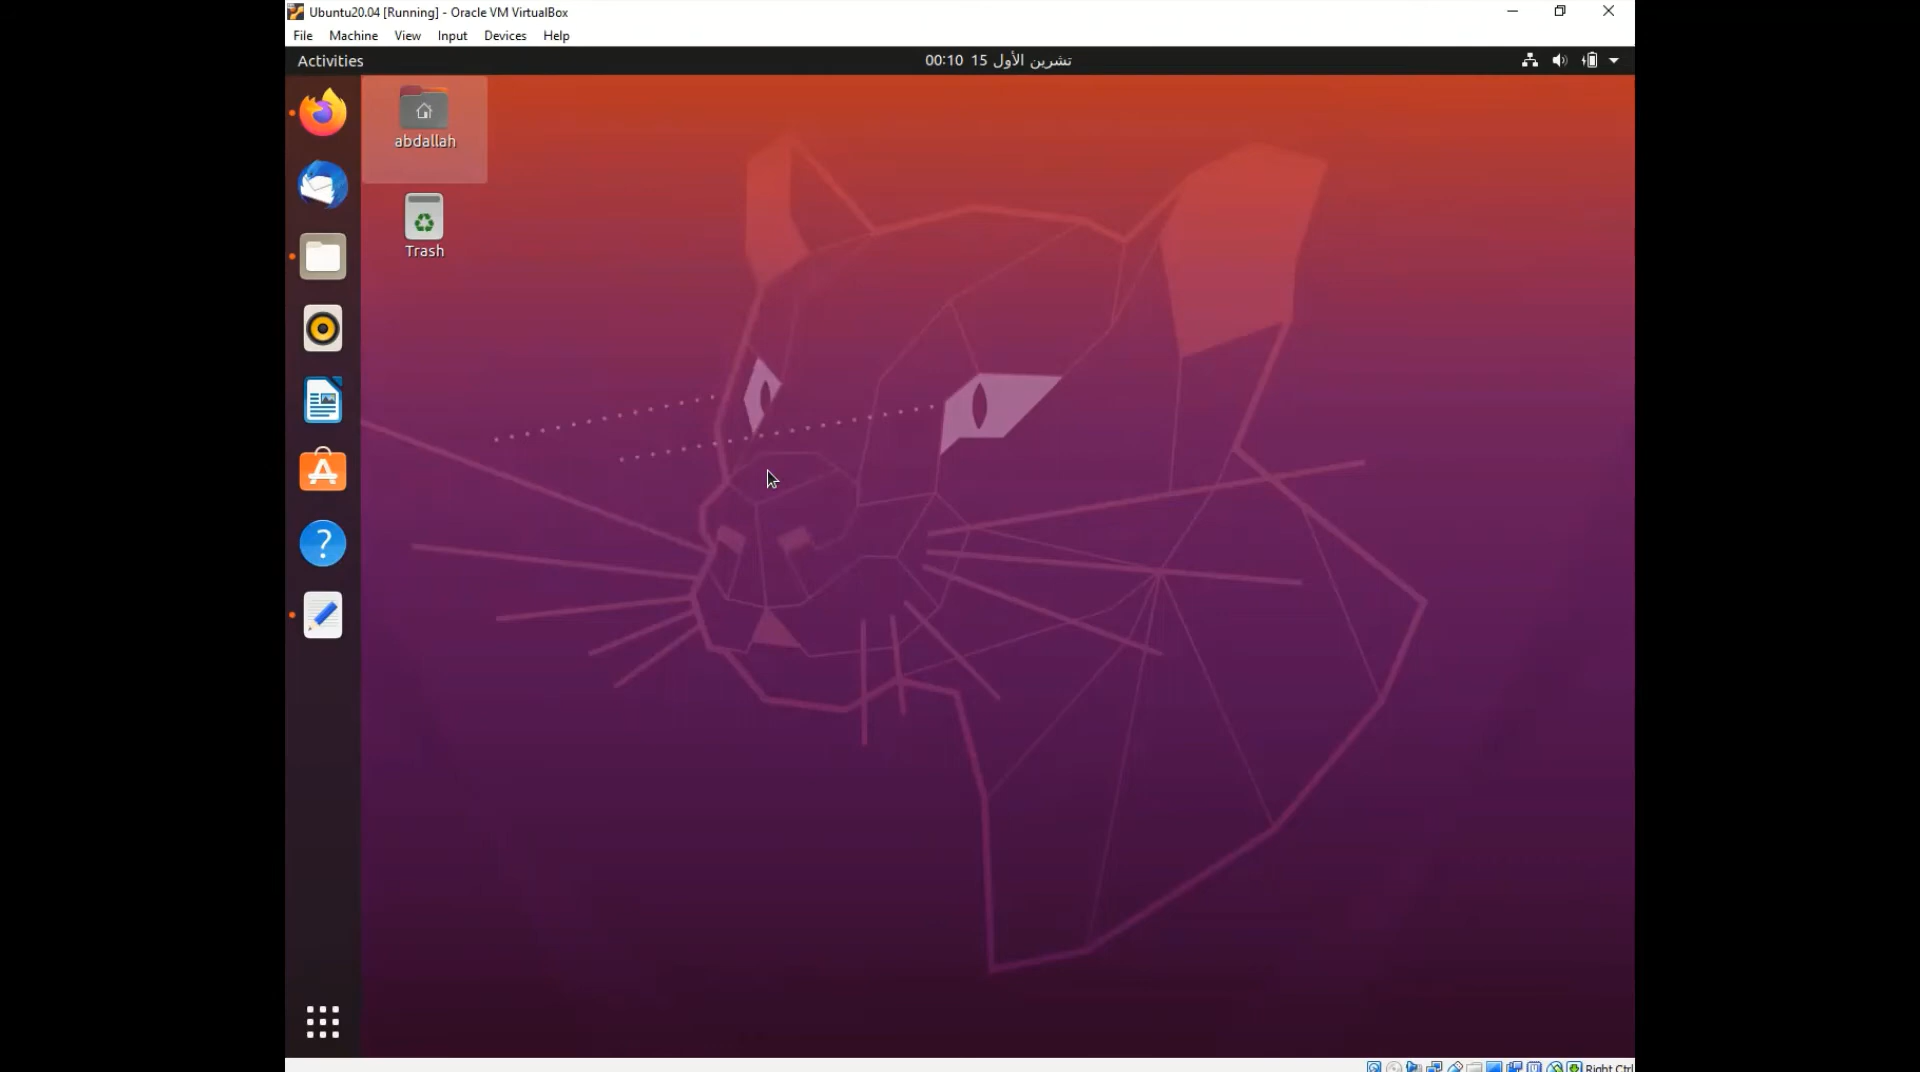 Ubuntu20.04 [Running] - Oracle VM VirtualBox
File Machine View Input Devices Help
Activities
00:10 15 تشرين الأول
abdallah
Trash
Right Ctrl